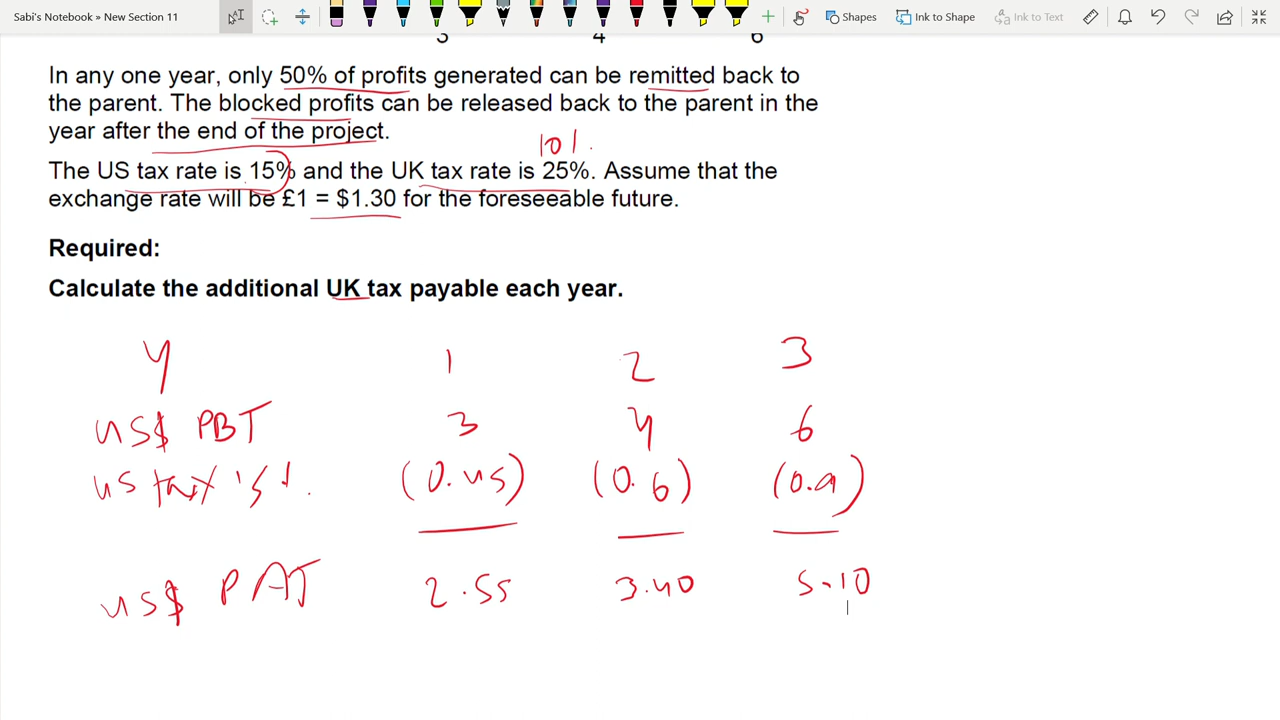 Sabi's Notebook » New Section 11
Shapes
Ink to Shape
Ink to Text
3 4 6
In any one year, only 50% of profits generated can be remitted back to
the parent. The blocked profits can be released back to the parent in the
year after the end of the project.
10%
The US tax rate is 15% and the UK tax rate is 25%. Assume that the
exchange rate will be £1 = $1.30 for the foreseeable future.
Required:
Calculate the additional UK tax payable each year.
Y 1 2 3
US$ PBT 3 4 6
US tax 15% (0.45) (0.6) (0.9)
US$ PAT 2.55 3.40 5.10